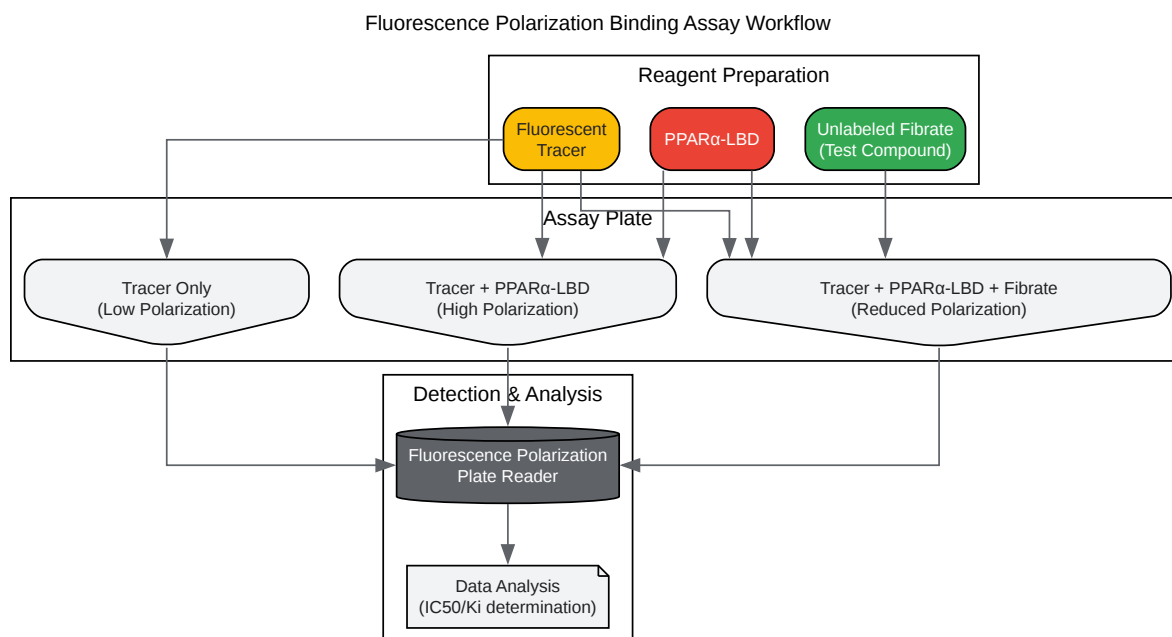 Fluorescence Polarization Binding Assay Workflow
Reagent Preparation
Fluorescent
Tracer
PPARα-LBD
Unlabeled Fibrate
(Test Compound)
Assay Plate
Tracer Only
(Low Polarization)
Tracer + PPARα-LBD
(High Polarization)
Tracer + PPARα-LBD + Fibrate
(Reduced Polarization)
Detection & Analysis
Fluorescence Polarization
Plate Reader
Data Analysis
(IC50/Ki determination)